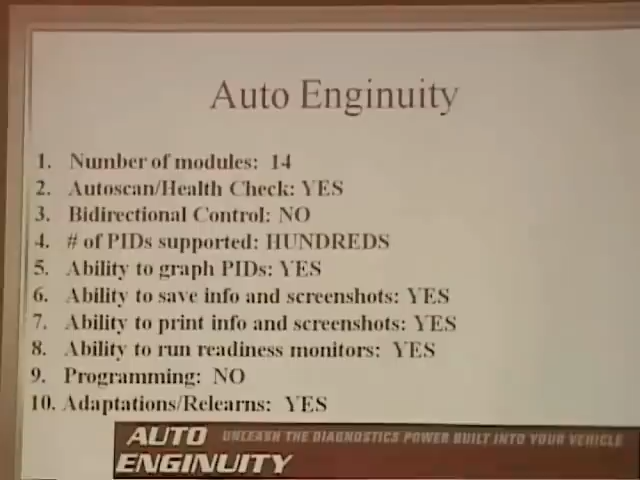 Auto Enginuity
1. Number of modules: 14
2. Autoscan/Health Check: YES
3. Bidirectional Control: NO
4. # of PIDs supported: HUNDREDS
5. Ability to graph PIDs: YES
6. Ability to save info and screenshots: YES
7. Ability to print info and screenshots: YES
8. Ability to run readiness monitors: YES
9. Programming: NO
10. Adaptations/Relearns: YES
AUTO ENGINUITY
UNLEASH THE DIAGNOSTICS POWER BUILT INTO YOUR VEHICLE